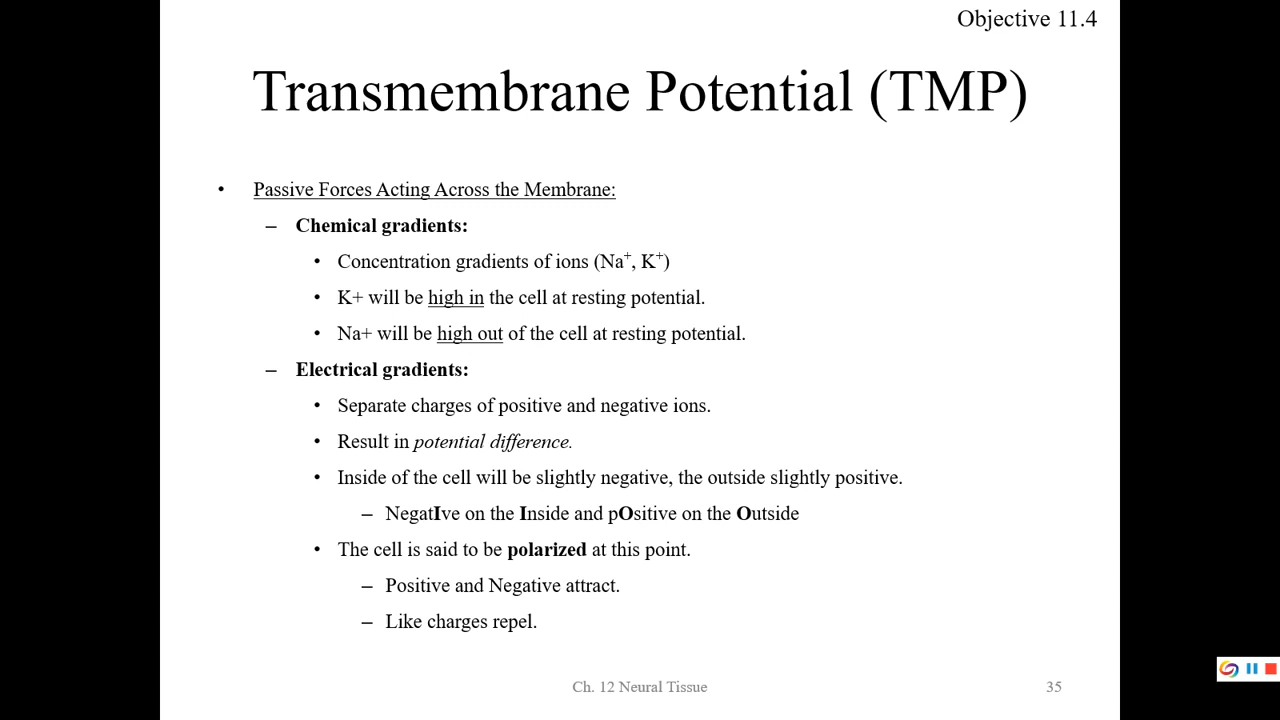 Objective 11.4
Transmembrane Potential (TMP)
• Passive Forces Acting Across the Membrane:
– Chemical gradients:
• Concentration gradients of ions (Na⁺, K⁺)
• K+ will be high in the cell at resting potential.
• Na+ will be high out of the cell at resting potential.
– Electrical gradients:
• Separate charges of positive and negative ions.
• Result in potential difference.
• Inside of the cell will be slightly negative, the outside slightly positive.
– NegatIve on the Inside and pOsitive on the Outside
• The cell is said to be polarized at this point.
– Positive and Negative attract.
– Like charges repel.
Ch. 12 Neural Tissue
35